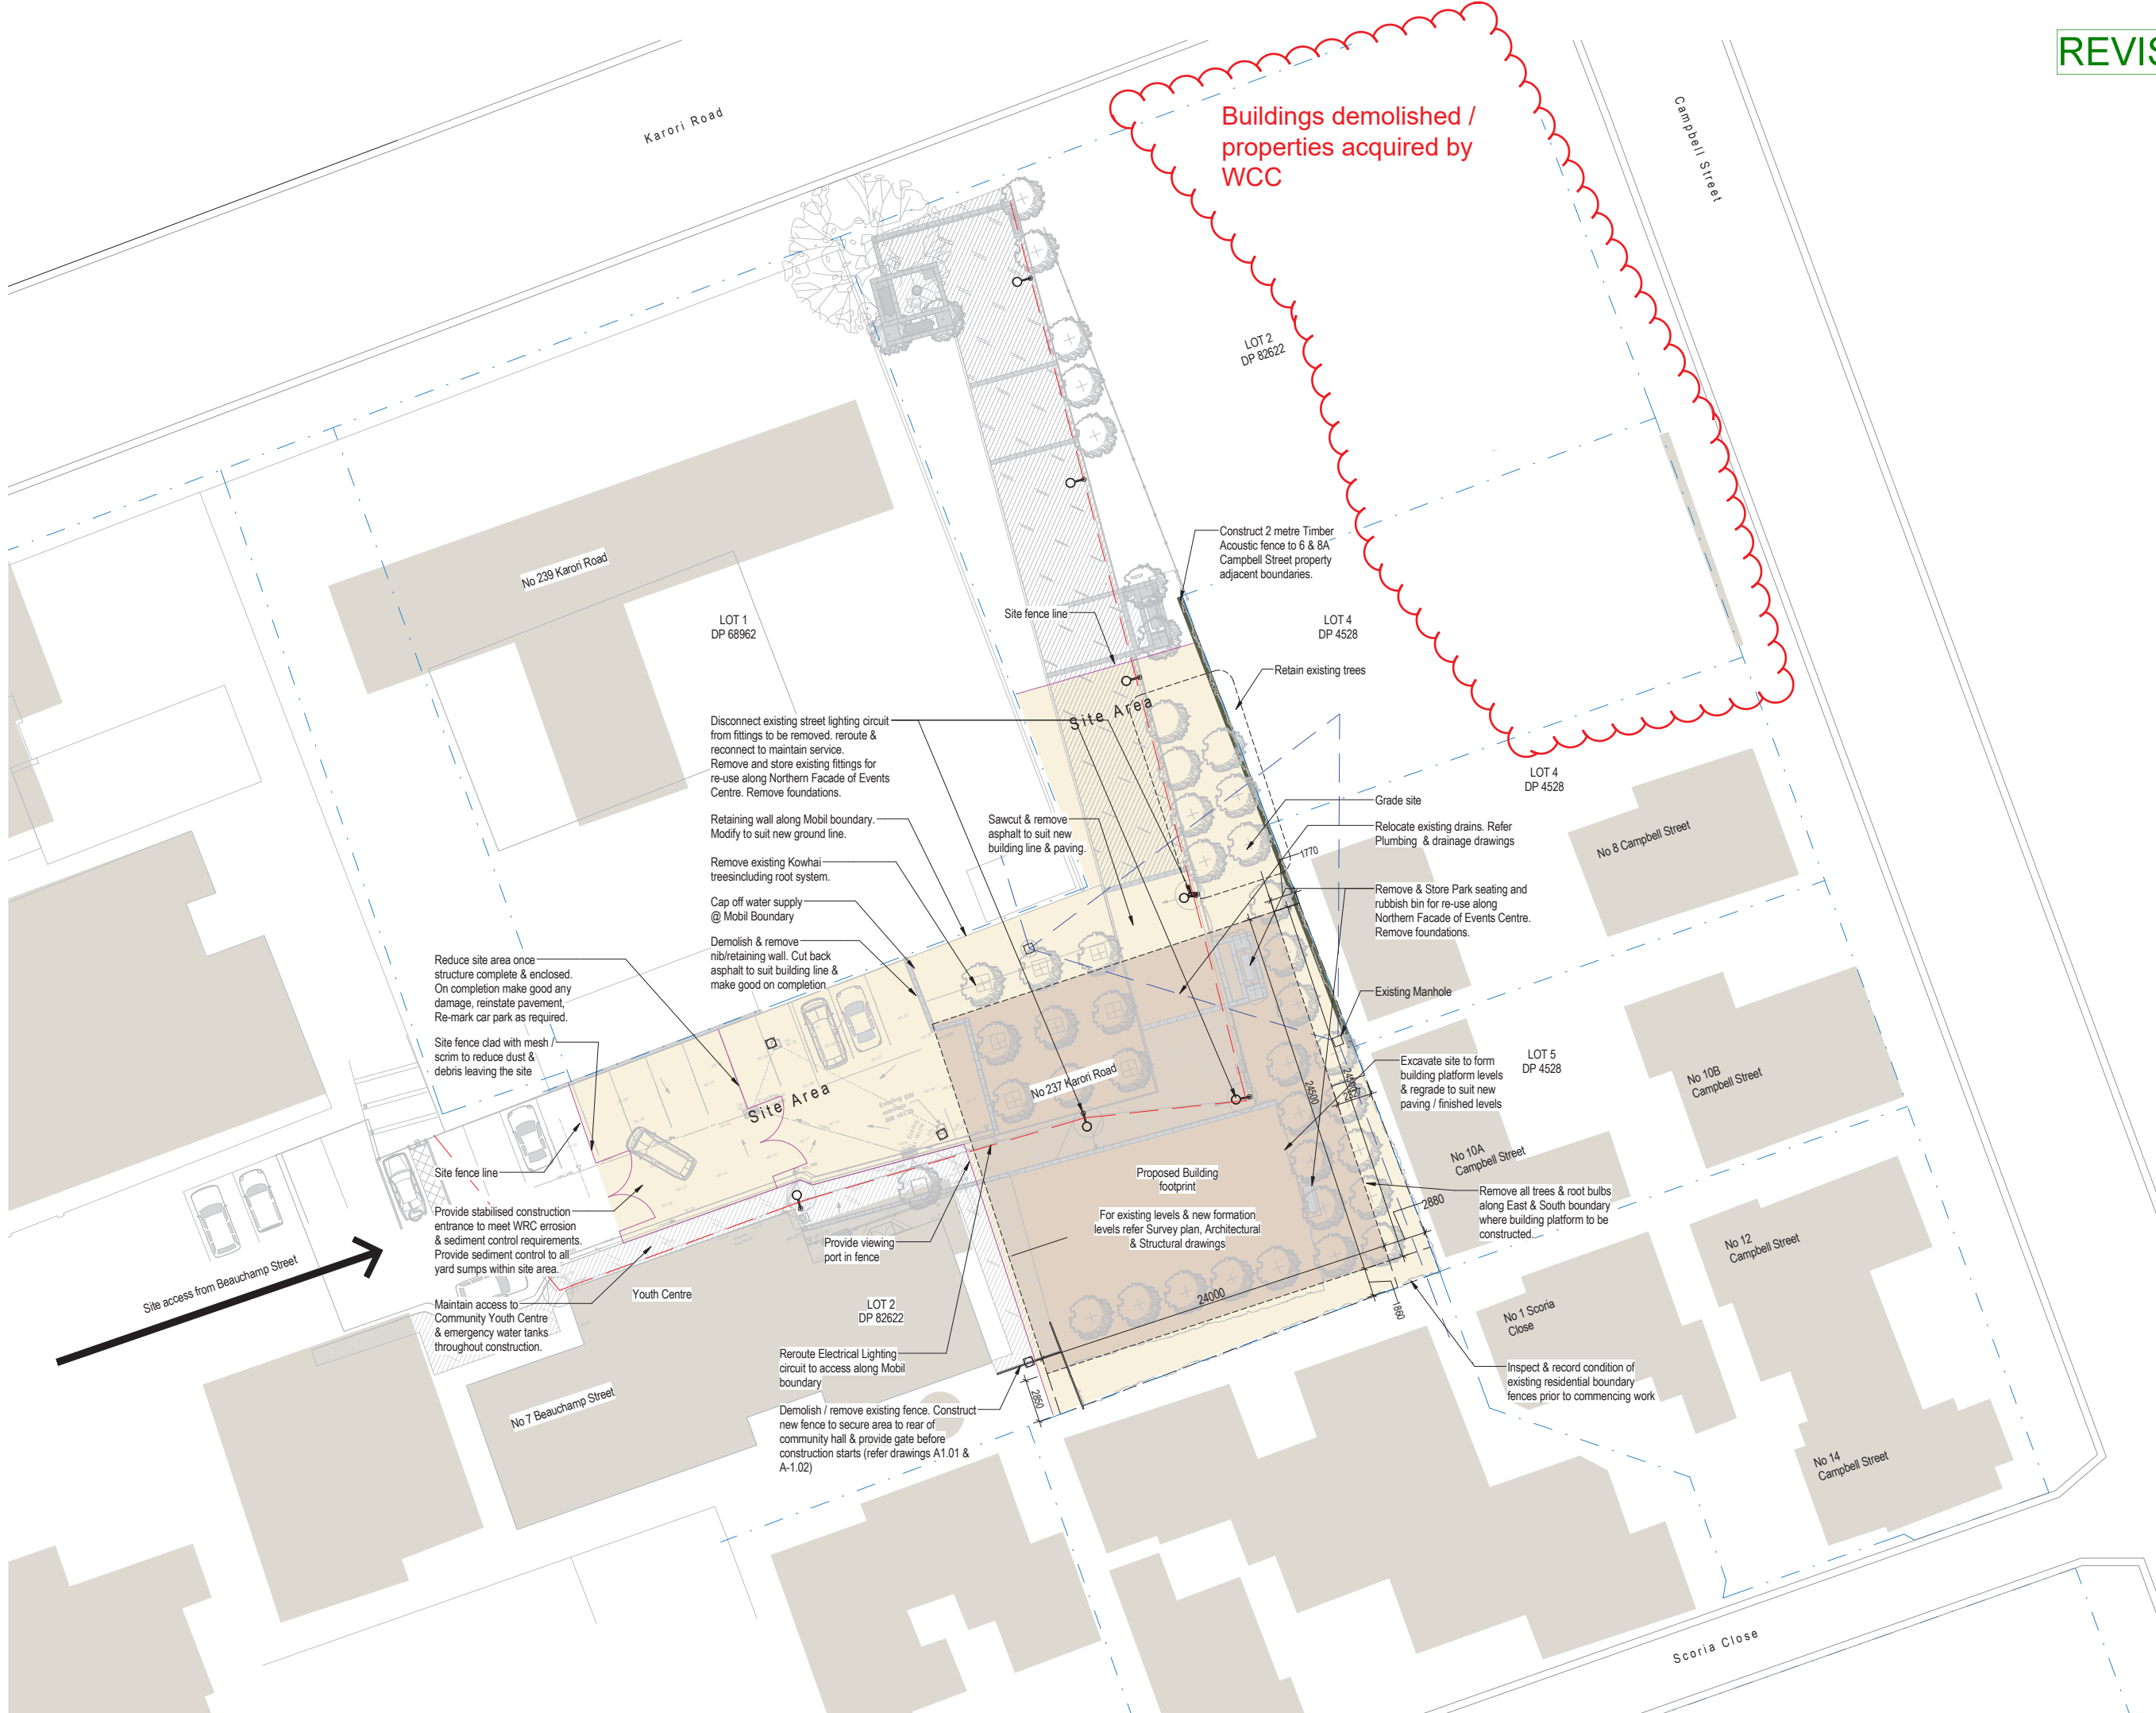 REVIS
Buildings demolished /
properties acquired by
WCC
Karori Road
Campbell Street
LOT 2
DP 82622
Construct 2 metre Timber
Acoustic fence to 6 & 8A
Campbell Street property
adjacent boundaries.
No 239 Karori Road
LOT 1
DP 68962
Site fence line
LOT 4
DP 4528
Retain existing trees
Site Area
Disconnect existing street lighting circuit
from fittings to be removed. reroute &
reconnect to maintain service.
Remove and store existing fittings for
re-use along Northern Facade of Events
Centre. Remove foundations.
LOT 4
DP 4528
Grade site
Retaining wall along Mobil boundary.
Modify to suit new ground line.
Sawcut & remove
asphalt to suit new
building line & paving.
Relocate existing drains. Refer
Plumbing & drainage drawings
No 8 Campbell Street
1770
Remove existing Kowhai
treesincluding root system.
Remove & Store Park seating and
rubbish bin for re-use along
Northern Facade of Events Centre.
Remove foundations.
Cap off water supply
@ Mobil Boundary
Demolish & remove
nib/retaining wall. Cut back
asphalt to suit building line &
make good on completion
Reduce site area once
structure complete & enclosed.
On completion make good any
damage, reinstate pavement,
Re-mark car park as required.
Existing Manhole
Site fence clad with mesh /
scrim to reduce dust &
debris leaving the site
Excavate site to form
building platform levels
& regrade to suit new
paving / finished levels
LOT 5
DP 4528
No 10B
Campbell Street
No 237 Karori Road
24500
Site Area
Site fence line
No 10A
Campbell Street
Proposed Building
footprint
Remove all trees & root bulbs
along East & South boundary
where building platform to be
constructed.
2880
Provide stabilised construction
entrance to meet WRC errosion
& sediment control requirements.
Provide sediment control to all
yard sumps within site area.
For existing levels & new formation
levels refer Survey plan, Architectural
& Structural drawings
Provide viewing
port in fence
No 12
Campbell Street
Site access from Beauchamp Street
Youth Centre
Maintain access to
Community Youth Centre
& emergency water tanks
throughout construction.
LOT 2
DP 82622
24000
1860
No 1 Scoria
Close
Reroute Electrical Lighting
circuit to access along Mobil
boundary
Inspect & record condition of
existing residential boundary
fences prior to commencing work
2850
No 7 Beauchamp Street
Demolish / remove existing fence. Construct
new fence to secure area to rear of
community hall & provide gate before
construction starts (refer drawings A1.01 &
A-1.02)
No 14
Campbell Street
Scoria Close